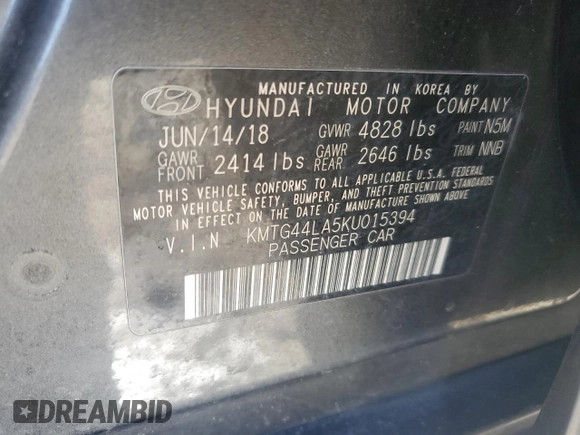 MANUFACTURED IN KOREA BY
HYUNDAI MOTOR COMPANY
JUN/14/18 GVWR 4828 lbs PAINT N5M
GAWR FRONT 2414 lbs GAWR REAR 2646 lbs TRIM NNB
THIS VEHICLE CONFORMS TO ALL APPLICABLE U.S.A. FEDERAL
MOTOR VEHICLE SAFETY, BUMPER, AND THEFT PREVENTION STANDARDS
IN EFFECT ON THE DATE OF MANUFACTURE SHOWN ABOVE.
V.I.N KMTG44LA5KU015394
PASSENGER CAR
DREAMBID